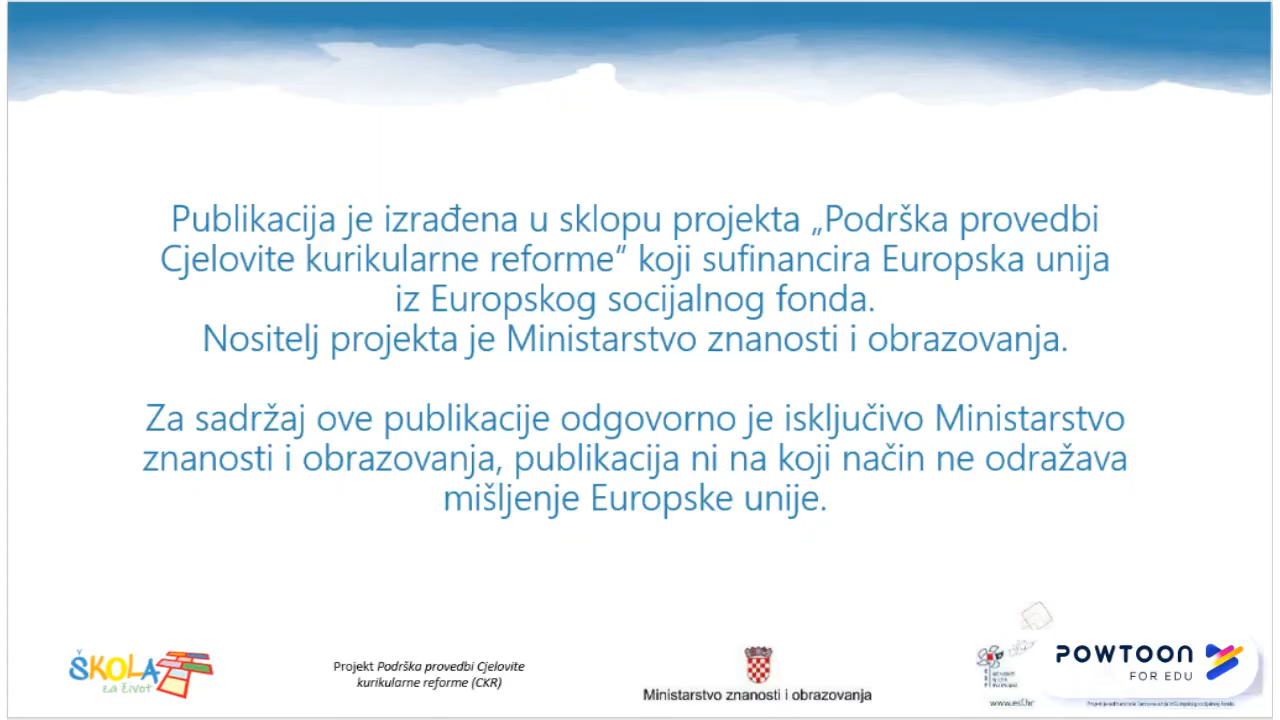 Publikacija je izrađena u sklopu projekta „Podrška provedbi
Cjelovite kurikularne reforme” koji sufinancira Europska unija
iz Europskog socijalnog fonda.
Nositelj projekta je Ministarstvo znanosti i obrazovanja.
Za sadržaj ove publikacije odgovorno je isključivo Ministarstvo
znanosti i obrazovanja, publikacija ni na koji način ne odražava
mišljenje Europske unije.
ŠKOLA
za život
Projekt Podrška provedbi Cjelovite
kurikularne reforme (CKR)
Ministarstvo znanosti i obrazovanja
www.esf.hr
POWTOON
FOR EDU